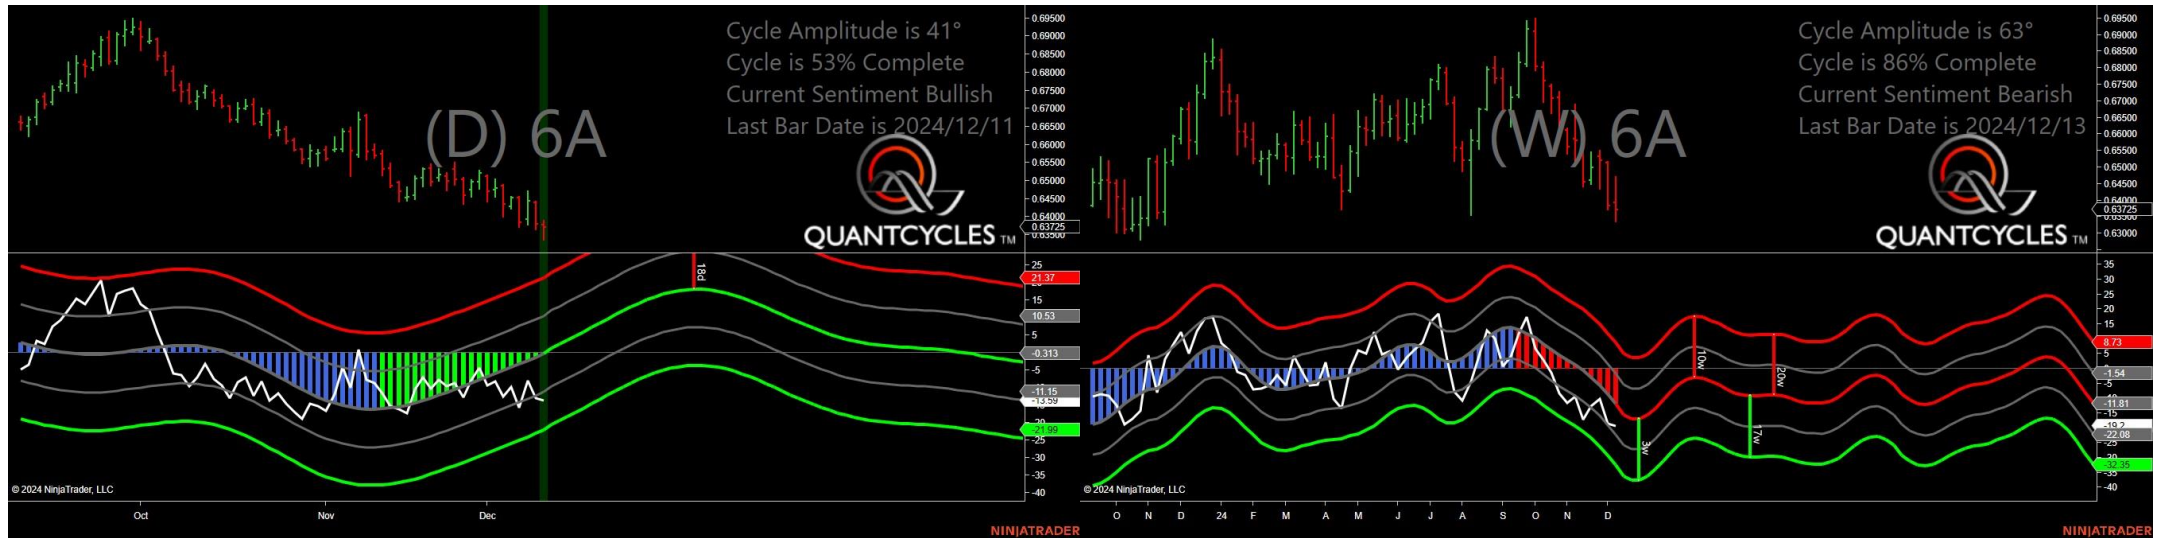 Cycle Amplitude is 41°
Cycle is 53% Complete
Current Sentiment Bullish
Last Bar Date is 2024/12/11
(D) 6A
QUANTCYCLES TM
0.69500
0.69000
0.68500
0.68000
0.67500
0.67000
0.66500
0.66000
0.65500
0.65000
0.64500
0.64000
0.63725
0.63500
18d
25
21.37
15
10.53
5
-0.313
-5
-11.15
-13.59
-21.99
-25
-30
-35
-40
© 2024 NinjaTrader, LLC
Oct Nov Dec
NINJATRADER
Cycle Amplitude is 63°
Cycle is 86% Complete
Current Sentiment Bearish
Last Bar Date is 2024/12/13
(W) 6A
QUANTCYCLES TM
0.69500
0.69000
0.68500
0.68000
0.67500
0.67000
0.66500
0.66000
0.65500
0.65000
0.64500
0.64000
0.63725
0.63500
0.63000
10w
20w
3w
17w
35
30
25
20
15
8.73
5
-1.54
-5
-11.81
-19.2
-22.08
-25
-32.35
-35
-40
© 2024 NinjaTrader, LLC
O N D 24 F M A M J J A S O N D
NINJATRADER